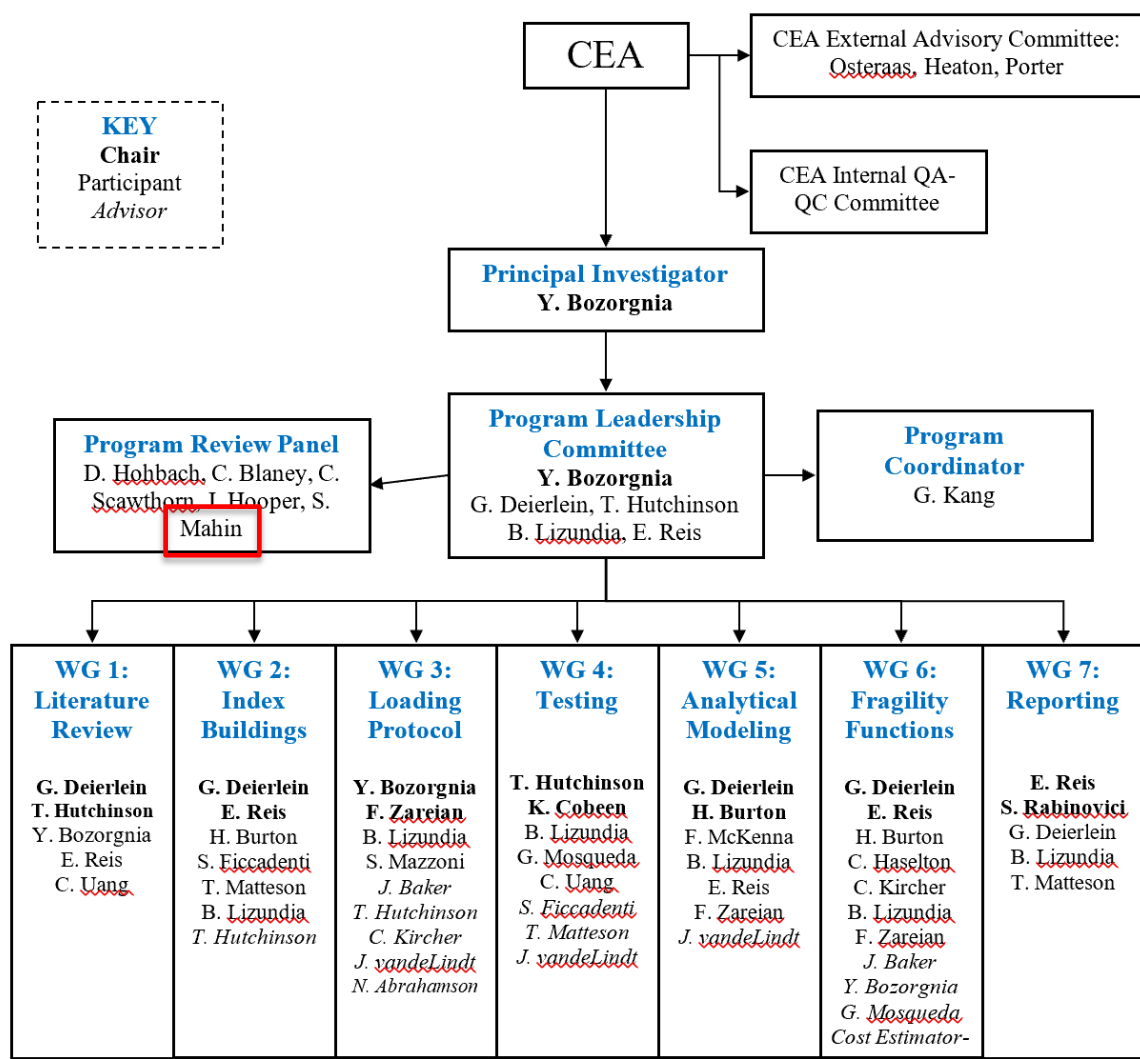 CEA
CEA External Advisory Committee:
Osteraas, Heaton, Porter
KEY
Chair
Participant
Advisor
CEA Internal QA-
QC Committee
Principal Investigator
Y. Bozorgnia
Program Leadership
Committee
Y. Bozorgnia
G. Deierlein, T. Hutchinson
B. Lizundia, E. Reis
Program Review Panel
D. Hohbach, C. Blaney, C.
Scawthorn, J. Hooper, S.
Mahin
Program
Coordinator
G. Kang
WG 1:
Literature
Review
G. Deierlein
T. Hutchinson
Y. Bozorgnia
E. Reis
C. Uang
WG 2:
Index
Buildings
G. Deierlein
E. Reis
H. Burton
S. Ficcadenti
T. Matteson
B. Lizundia
T. Hutchinson
WG 3:
Loading
Protocol
Y. Bozorgnia
F. Zareian
B. Lizundia
S. Mazzoni
J. Baker
T. Hutchinson
C. Kircher
J. vandeLindt
N. Abrahamson
WG 4:
Testing
T. Hutchinson
K. Cobeen
B. Lizundia
G. Mosqueda
C. Uang
S. Ficcadenti
T. Matteson
J. vandeLindt
WG 5:
Analytical
Modeling
G. Deierlein
H. Burton
F. McKenna
B. Lizundia
E. Reis
F. Zareian
J. vandeLindt
WG 6:
Fragility
Functions
G. Deierlein
E. Reis
H. Burton
C. Haselton
C. Kircher
B. Lizundia
F. Zareian
J. Baker
Y. Bozorgnia
G. Mosqueda
Cost Estimator-
WG 7:
Reporting
E. Reis
S. Rabinovici
G. Deierlein
B. Lizundia
T. Matteson